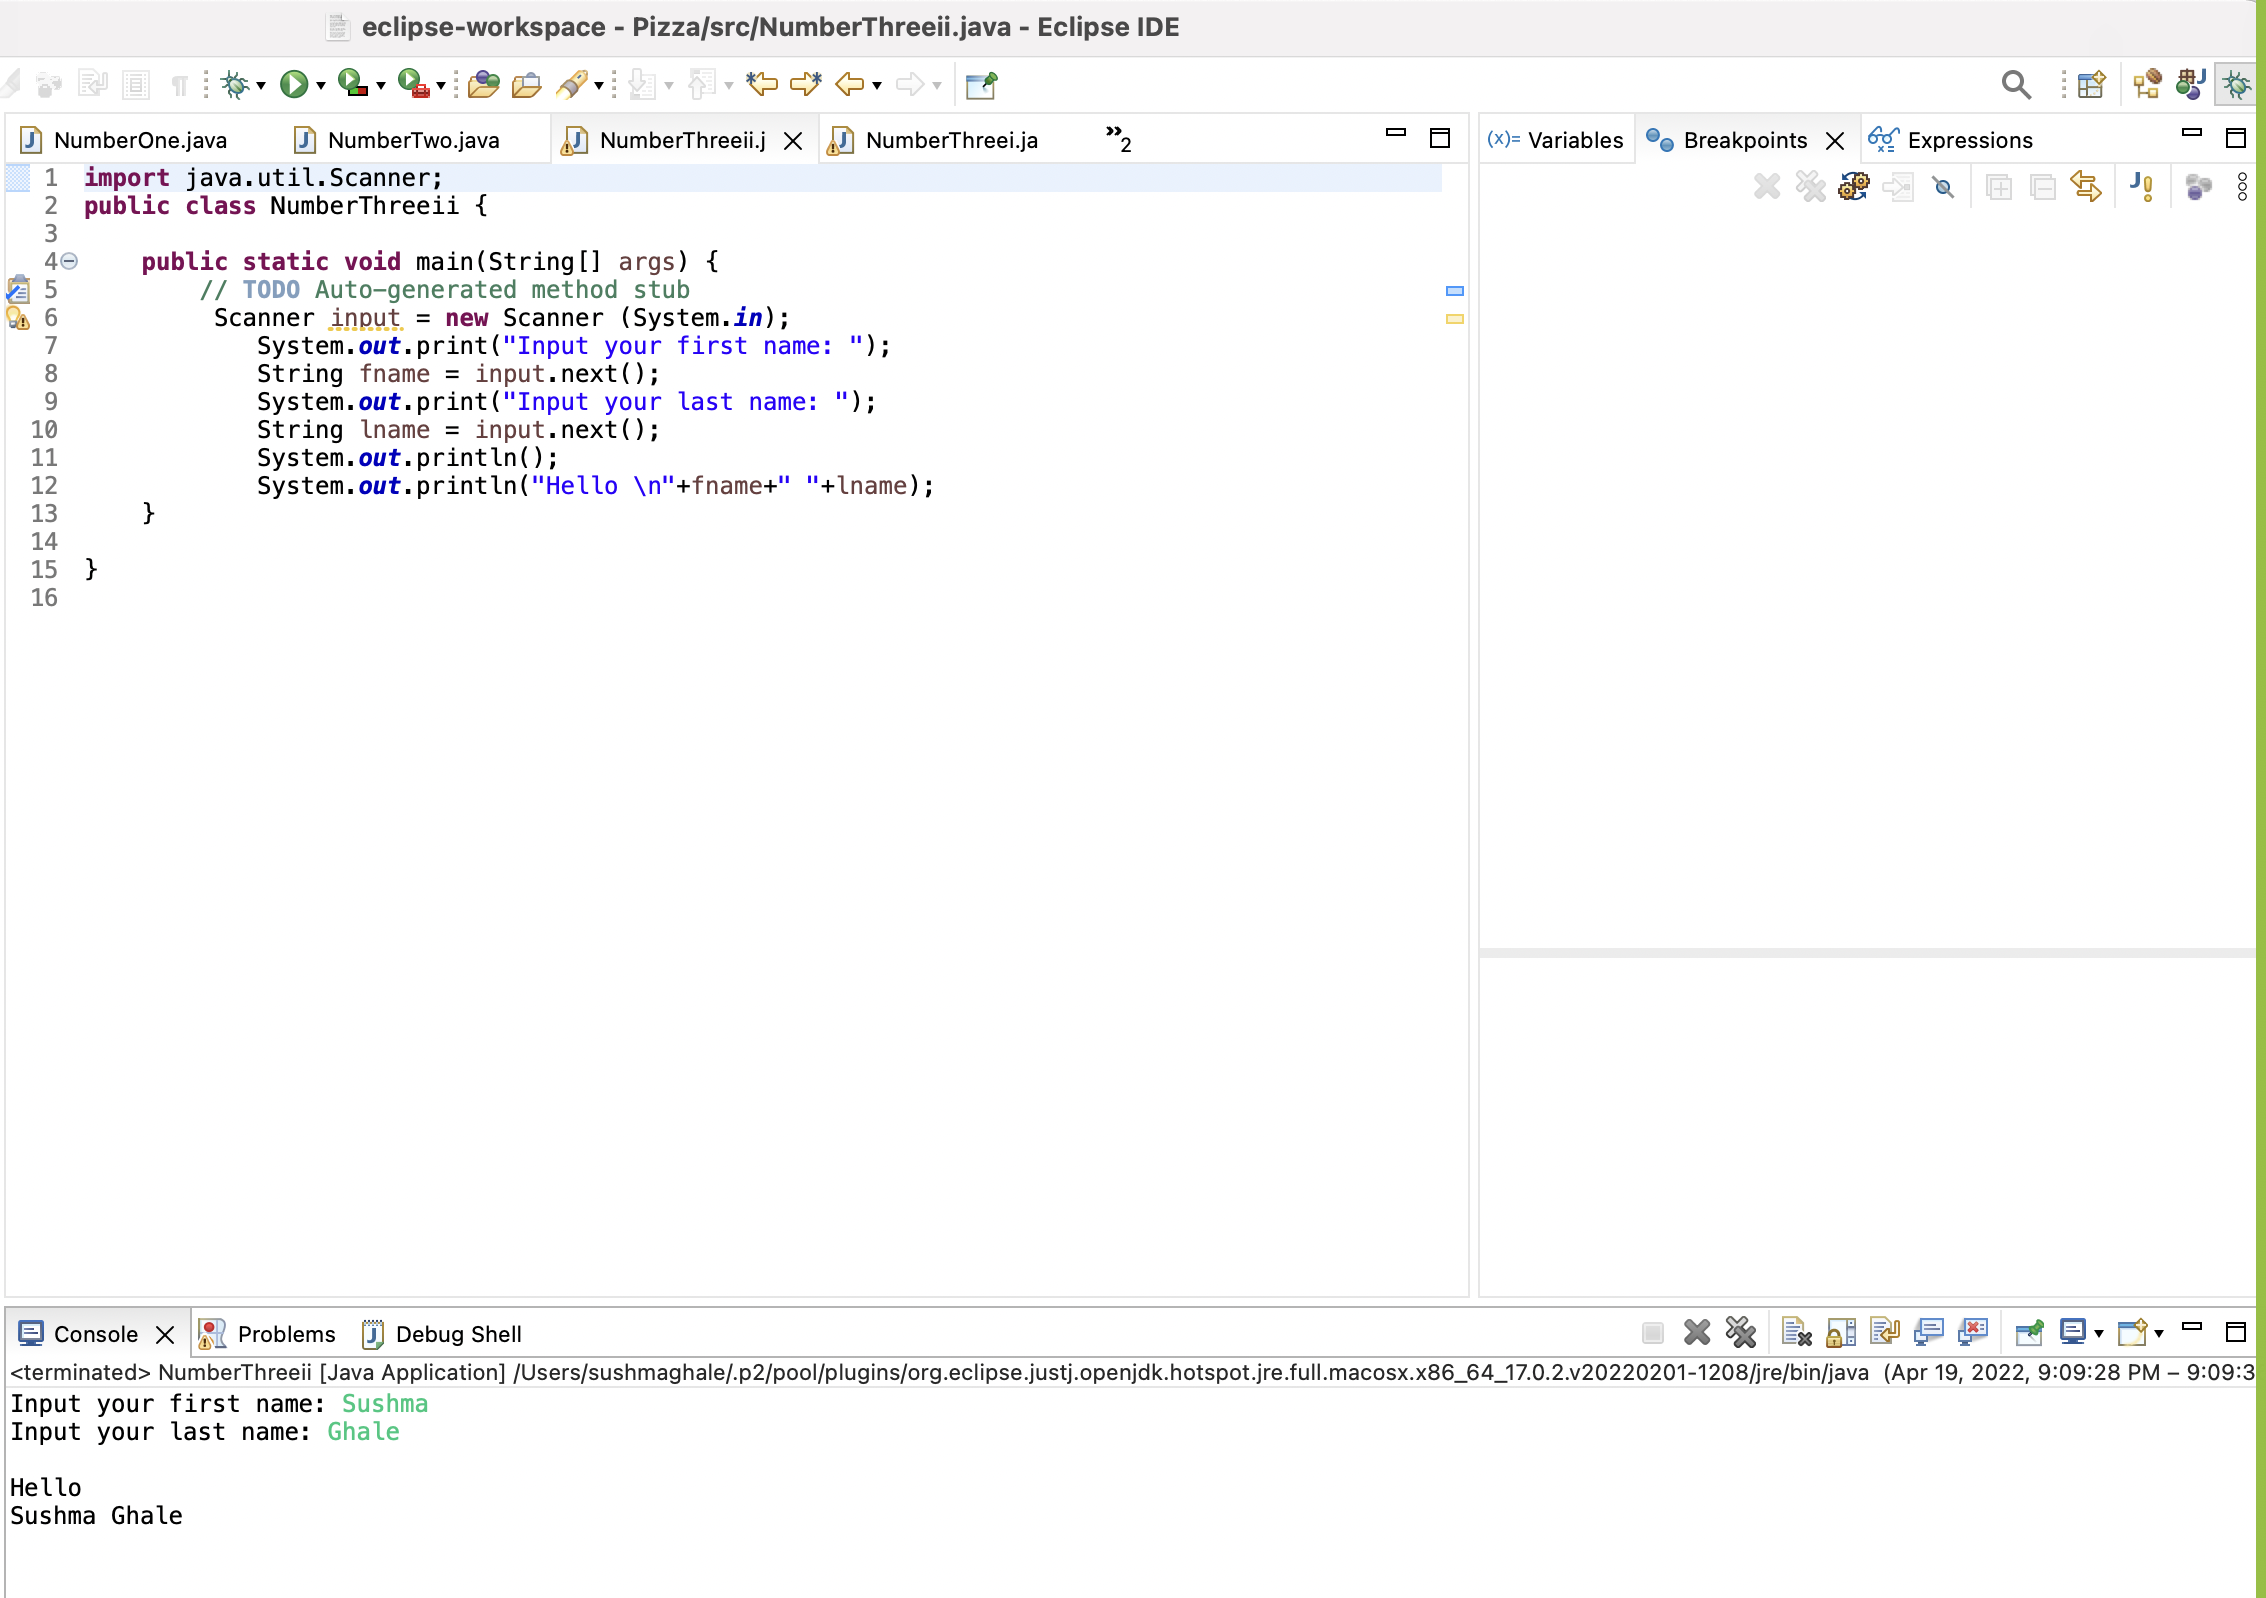 eclipse-workspace - Pizza/src/NumberThreeii.java - Eclipse IDE
NumberOne.java NumberTwo.java NumberThreeii.j NumberThreei.ja »2
1 import java.util.Scanner;
2 public class NumberThreeii {
3
4 public static void main(String[] args) {
5 // TODO Auto-generated method stub
6 Scanner input = new Scanner (System.in);
7 System.out.print("Input your first name: ");
8 String fname = input.next();
9 System.out.print("Input your last name: ");
10 String lname = input.next();
11 System.out.println();
12 System.out.println("Hello \n"+fname+" "+lname);
13 }
14
15 }
16
(x)= Variables Breakpoints Expressions
Console Problems Debug Shell
<terminated> NumberThreeii [Java Application] /Users/sushmaghale/.p2/pool/plugins/org.eclipse.justj.openjdk.hotspot.jre.full.macosx.x86_64_17.0.2.v20220201-1208/jre/bin/java (Apr 19, 2022, 9:09:28 PM – 9:09:3
Input your first name: Sushma
Input your last name: Ghale
Hello
Sushma Ghale